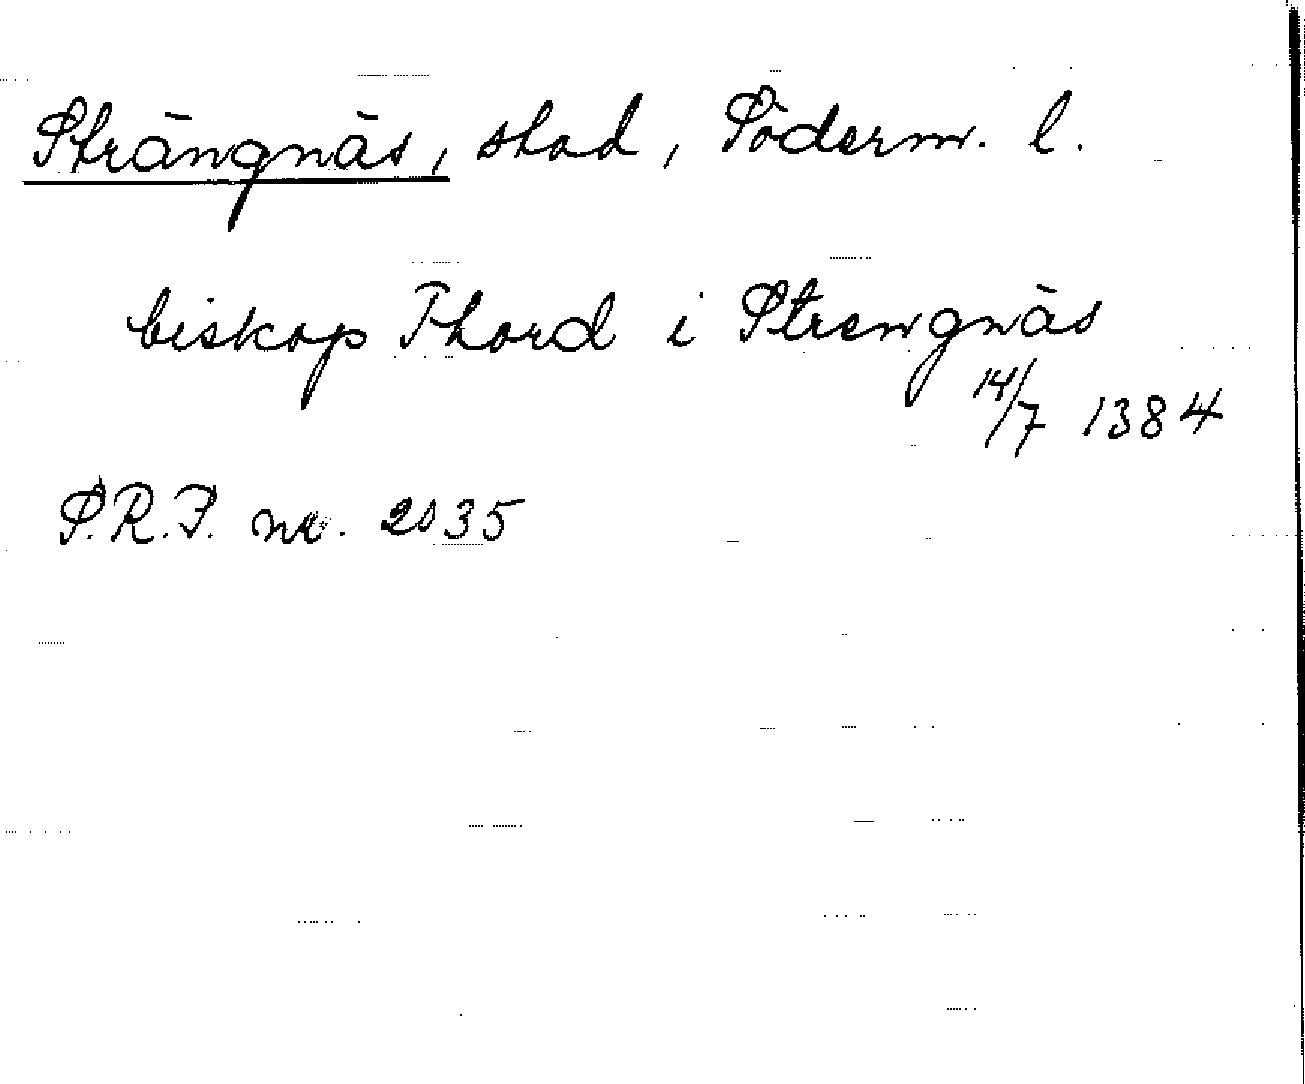 Strängnäs, stad, Söderm. l.
biskop Thord i Strengnäs
14/7 1384
S.R.P. nr. 2035